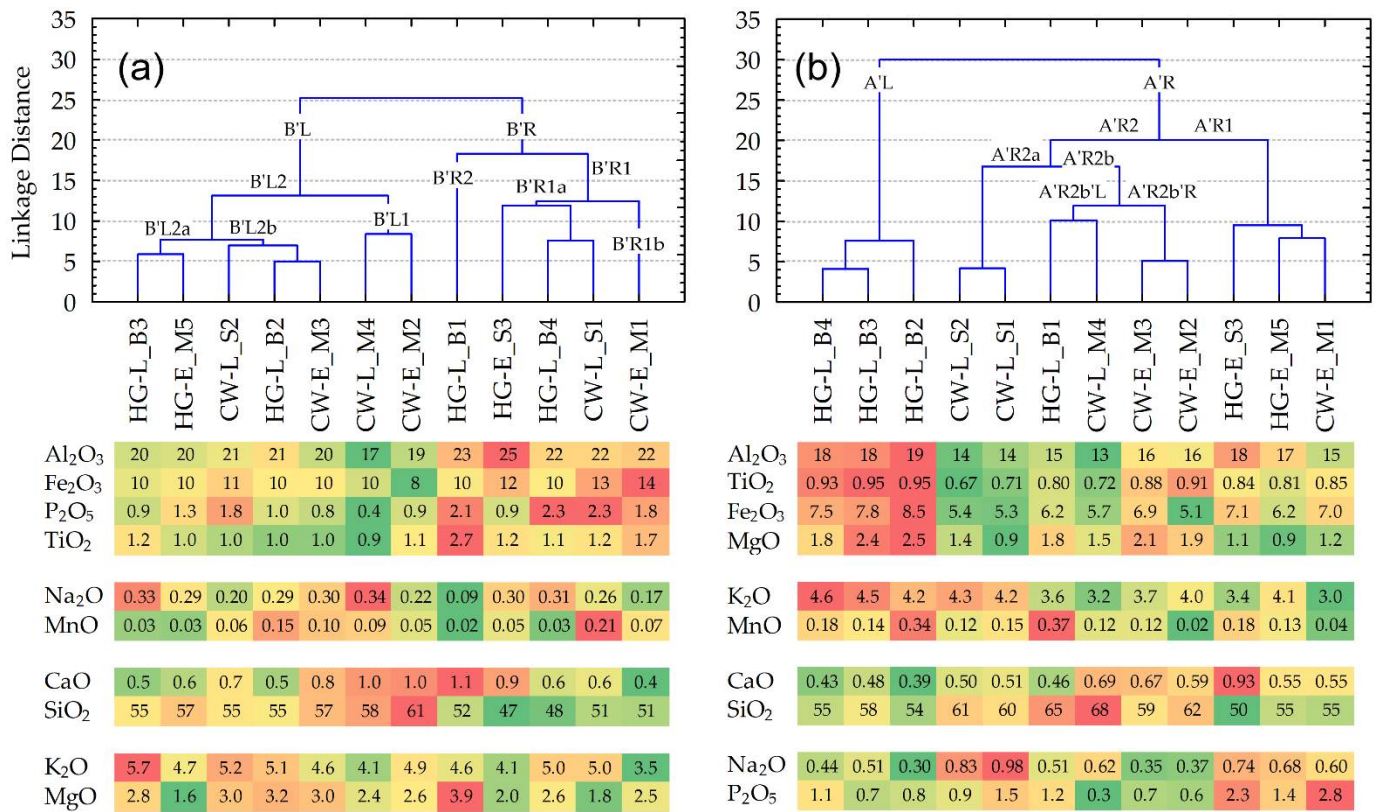 (a)
Linkage Distance
35
30
25
20
15
10
5
0
B'L
B'R
B'L2
B'R2
B'R1
B'R1a
B'L2a
B'L2b
B'L1
B'R1b
HG-L_B3
HG-E_M5
CW-L_S2
HG-L_B2
CW-E_M3
CW-L_M4
CW-E_M2
HG-L_B1
HG-E_S3
HG-L_B4
CW-L_S1
CW-E_M1
Al₂O₃ 20 20 21 21 20 17 19 23 25 22 22 22
Fe₂O₃ 10 10 11 10 10 10 8 10 12 10 13 14
P₂O₅ 0.9 1.3 1.8 1.0 0.8 0.4 0.9 2.1 0.9 2.3 2.3 1.8
TiO₂ 1.2 1.0 1.0 1.0 1.0 0.9 1.1 2.7 1.2 1.1 1.2 1.7
Na₂O 0.33 0.29 0.20 0.29 0.30 0.34 0.22 0.09 0.30 0.31 0.26 0.17
MnO 0.03 0.03 0.06 0.15 0.10 0.09 0.05 0.02 0.05 0.03 0.21 0.07
CaO 0.5 0.6 0.7 0.5 0.8 1.0 1.0 1.1 0.9 0.6 0.6 0.4
SiO₂ 55 57 55 55 57 58 61 52 47 48 51 51
K₂O 5.7 4.7 5.2 5.1 4.6 4.1 4.9 4.6 4.1 5.0 5.0 3.5
MgO 2.8 1.6 3.0 3.2 3.0 2.4 2.6 3.9 2.0 2.6 1.8 2.5
(b)
35
30
25
20
15
10
5
0
A'L
A'R
A'R2
A'R1
A'R2a
A'R2b
A'R2b'L
A'R2b'R
HG-L_B4
HG-L_B3
HG-L_B2
CW-L_S2
CW-L_S1
HG-L_B1
CW-L_M4
CW-E_M3
CW-E_M2
HG-E_S3
HG-E_M5
CW-E_M1
Al₂O₃ 18 18 19 14 14 15 13 16 16 18 17 15
TiO₂ 0.93 0.95 0.95 0.67 0.71 0.80 0.72 0.88 0.91 0.84 0.81 0.85
Fe₂O₃ 7.5 7.8 8.5 5.4 5.3 6.2 5.7 6.9 5.1 7.1 6.2 7.0
MgO 1.8 2.4 2.5 1.4 0.9 1.8 1.5 2.1 1.9 1.1 0.9 1.2
K₂O 4.6 4.5 4.2 4.3 4.2 3.6 3.2 3.7 4.0 3.4 4.1 3.0
MnO 0.18 0.14 0.34 0.12 0.15 0.37 0.12 0.12 0.02 0.18 0.13 0.04
CaO 0.43 0.48 0.39 0.50 0.51 0.46 0.69 0.67 0.59 0.93 0.55 0.55
SiO₂ 55 58 54 61 60 65 68 59 62 50 55 55
Na₂O 0.44 0.51 0.30 0.83 0.98 0.51 0.62 0.35 0.37 0.74 0.68 0.60
P₂O₅ 1.1 0.7 0.8 0.9 1.5 1.2 0.3 0.7 0.6 2.3 1.4 2.8